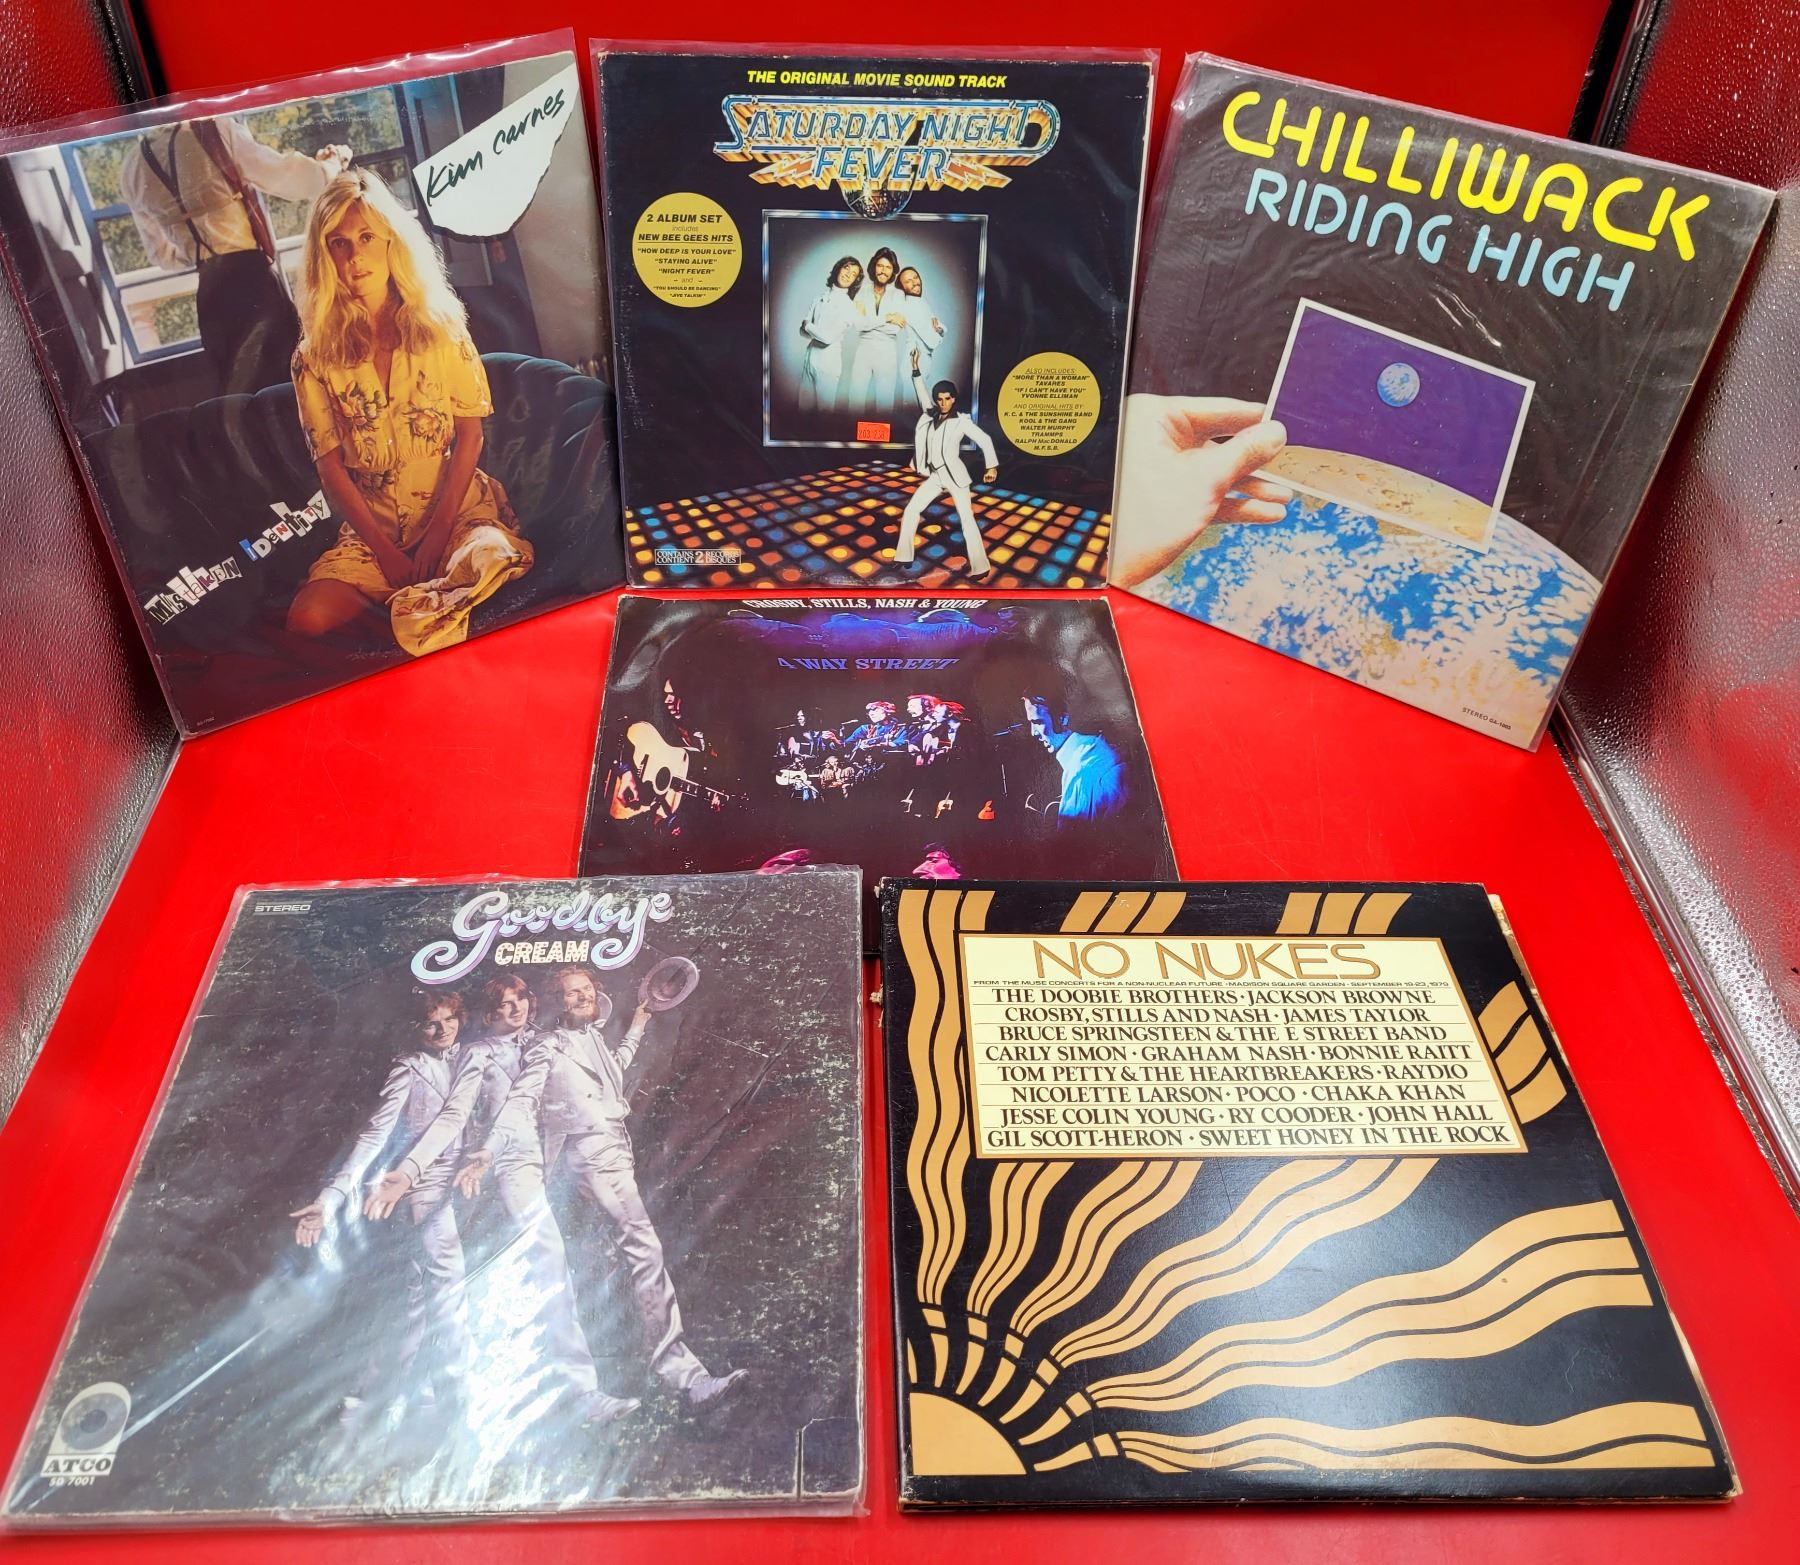 Kim Carnes
Mistaken Identity
THE ORIGINAL MOVIE SOUND TRACK
SATURDAY NIGHT
FEVER
2 ALBUM SET
includes
NEW BEE GEES HITS
"HOW DEEP IS YOUR LOVE"
"STAYING ALIVE"
"NIGHT FEVER"
- and -
"YOU SHOULD BE DANCING"
"JIVE TALKIN'"
ALSO INCLUDES:
"MORE THAN A WOMAN"
TAVARES
"IF I CAN'T HAVE YOU"
YVONNE ELLIMAN
AND ORIGINAL HITS BY:
K.C. & THE SUNSHINE BAND
KOOL & THE GANG
WALTER MURPHY
TRAMMPS
RALPH MacDONALD
M.F.S.B.
CONTAINS 2 RECORDS
CONTIENT 2 DISQUES
CHILLIWACK
RIDING HIGH
STEREO GA-1003
CROSBY, STILLS, NASH & YOUNG
4 WAY STREET
STEREO
Goodbye
CREAM
ATCO
SD 7001
NO NUKES
FROM THE MUSE CONCERTS FOR A NON-NUCLEAR FUTURE · MADISON SQUARE GARDEN · SEPTEMBER 19-23, 1979
THE DOOBIE BROTHERS · JACKSON BROWNE
CROSBY, STILLS AND NASH · JAMES TAYLOR
BRUCE SPRINGSTEEN & THE E STREET BAND
CARLY SIMON · GRAHAM NASH · BONNIE RAITT
TOM PETTY & THE HEARTBREAKERS · RAYDIO
NICOLETTE LARSON · POCO · CHAKA KHAN
JESSE COLIN YOUNG · RY COODER · JOHN HALL
GIL SCOTT-HERON · SWEET HONEY IN THE ROCK